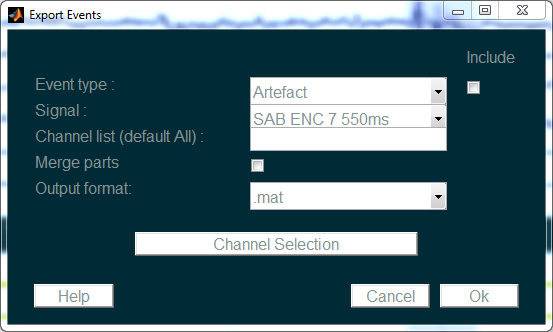 Export Events
Include
Event type :
Artefact
Signal :
SAB ENC 7 550ms
Channel list (default All) :
Merge parts
Output format:
.mat
Channel Selection
Help
Cancel
Ok